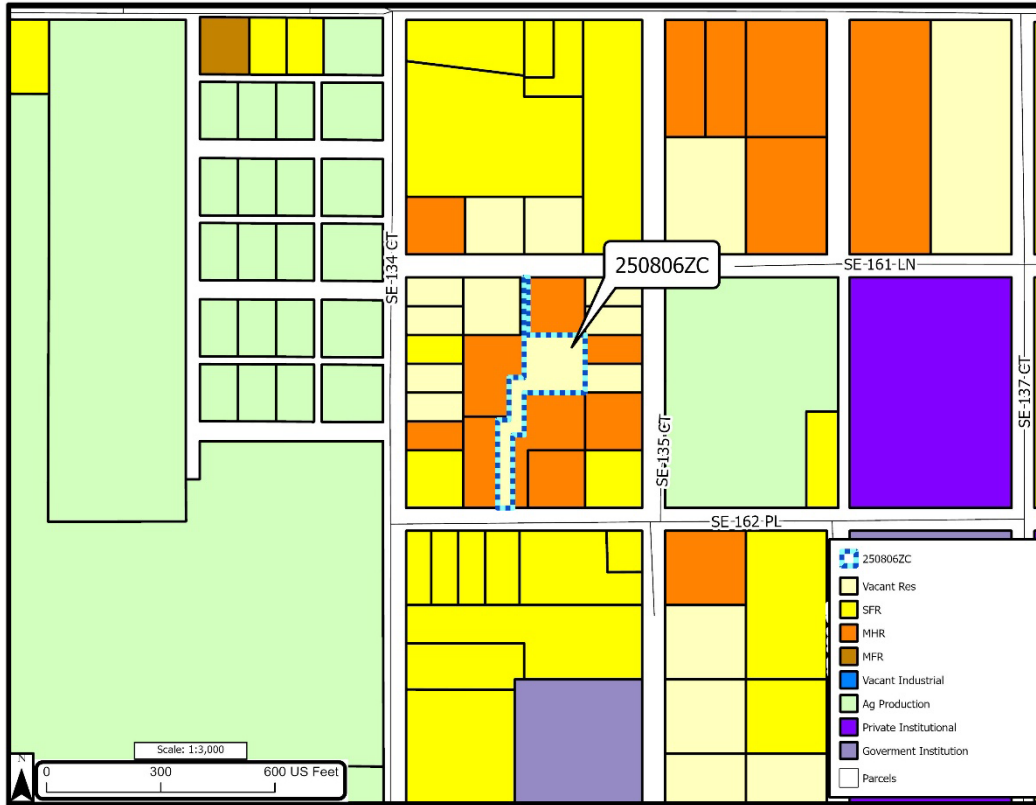 250806ZC
SE 161 LN
SE 134 CT
SE 135 CT
SE 137 CT
SE 162 PL
250806ZC
Vacant Res
SFR
MHR
MFR
Vacant Industrial
Ag Production
Private Institutional
Goverment Institution
Parcels
Scale: 1:3,000
N
0 300 600 US Feet